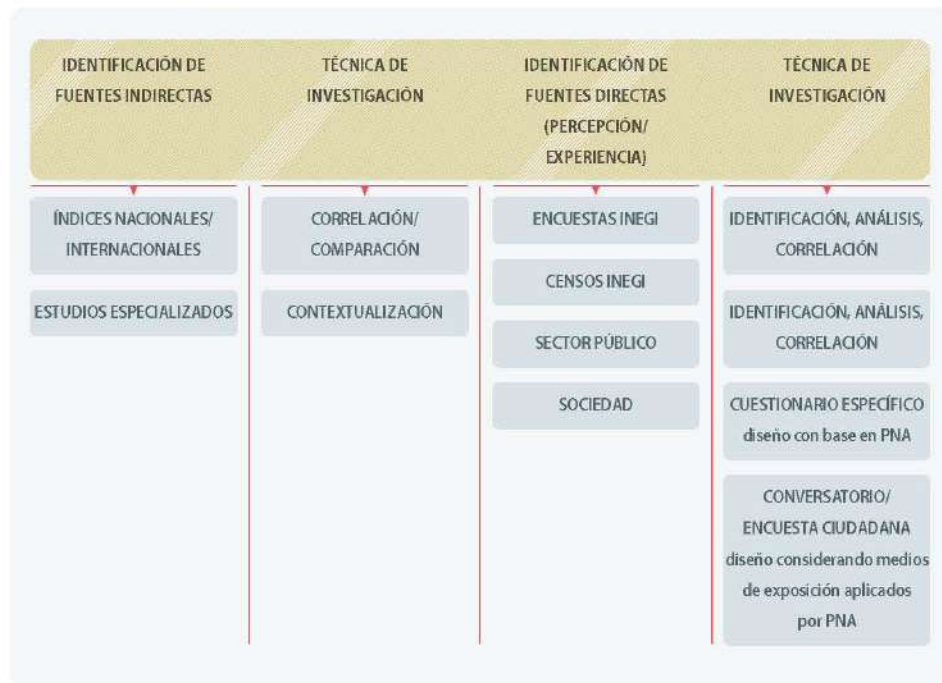 IDENTIFICACIÓN DE
FUENTES INDIRECTAS
TÉCNICA DE
INVESTIGACIÓN
IDENTIFICACIÓN DE
FUENTES DIRECTAS
(PERCEPCIÓN/
EXPERIENCIA)
TÉCNICA DE
INVESTIGACIÓN
ÍNDICES NACIONALES/
INTERNACIONALES
ESTUDIOS ESPECIALIZADOS
CORRELACIÓN/
COMPARACIÓN
CONTEXTUALIZACIÓN
ENCUESTAS INEGI
CENSOS INEGI
SECTOR PÚBLICO
SOCIEDAD
IDENTIFICACIÓN, ANÁLISIS,
CORRELACIÓN
IDENTIFICACIÓN, ANÁLISIS,
CORRELACIÓN
CUESTIONARIO ESPECÍFICO
diseño con base en PNA
CONVERSATORIO/
ENCUESTA CIUDADANA
diseño considerando medios
de exposición aplicados
por PNA